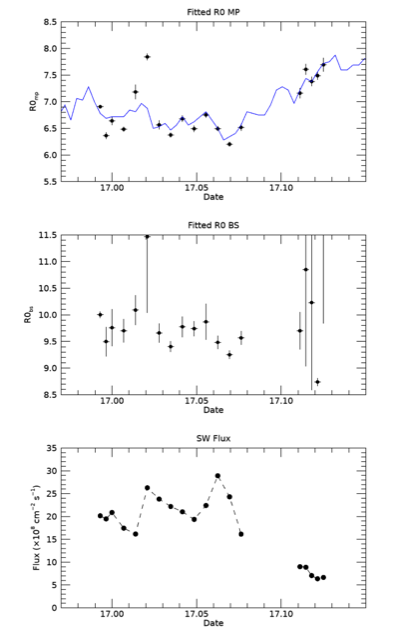 Fitted R0 MP
8.5
8.0
7.5
7.0
6.5
6.0
5.5
R0mp
17.00 17.05 17.10
Date
Fitted R0 BS
11.5
11.0
10.5
10.0
9.5
9.0
8.5
R0bs
17.00 17.05 17.10
Date
SW Flux
35
30
25
20
15
10
5
0
Flux (×10⁸ cm⁻² s⁻¹)
17.00 17.05 17.10
Date